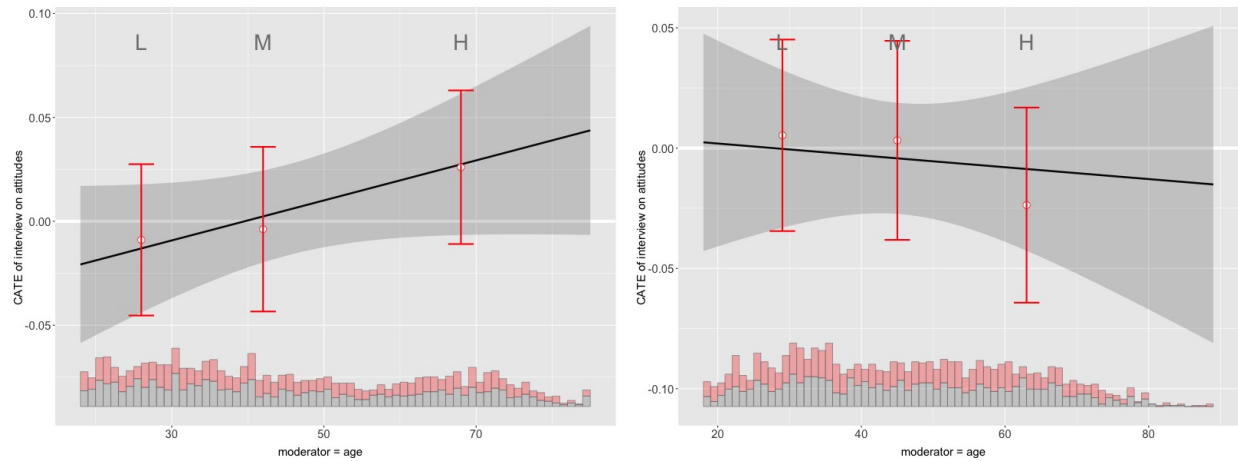 0.10
0.05
0.00
-0.05
L M H
CATE of interview on attitudes
30 50 70
moderator = age
0.05
0.00
-0.05
-0.10
L M H
CATE of interview on attitudes
20 40 60 80
moderator = age